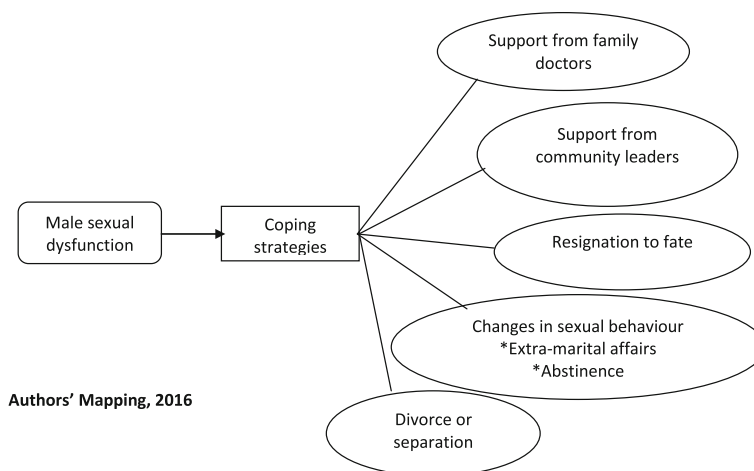 Support from family
doctors
Support from
community leaders
Male sexual
dysfunction
Coping
strategies
Resignation to fate
Changes in sexual behaviour
*Extra-marital affairs
*Abstinence
Authors’ Mapping, 2016
Divorce or
separation